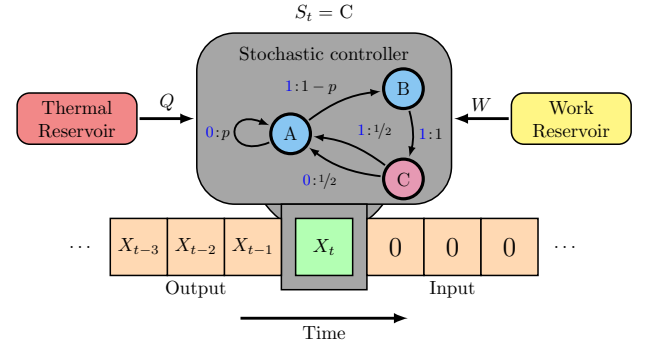 S_t = C
Stochastic controller
B
1:1 − p
Thermal
Reservoir
Q
0:p
A
1:1/2
1:1
W
Work
Reservoir
0:1/2
C
... X_{t−3} X_{t−2} X_{t−1} X_t 0 0 0 ...
Output
Input
Time